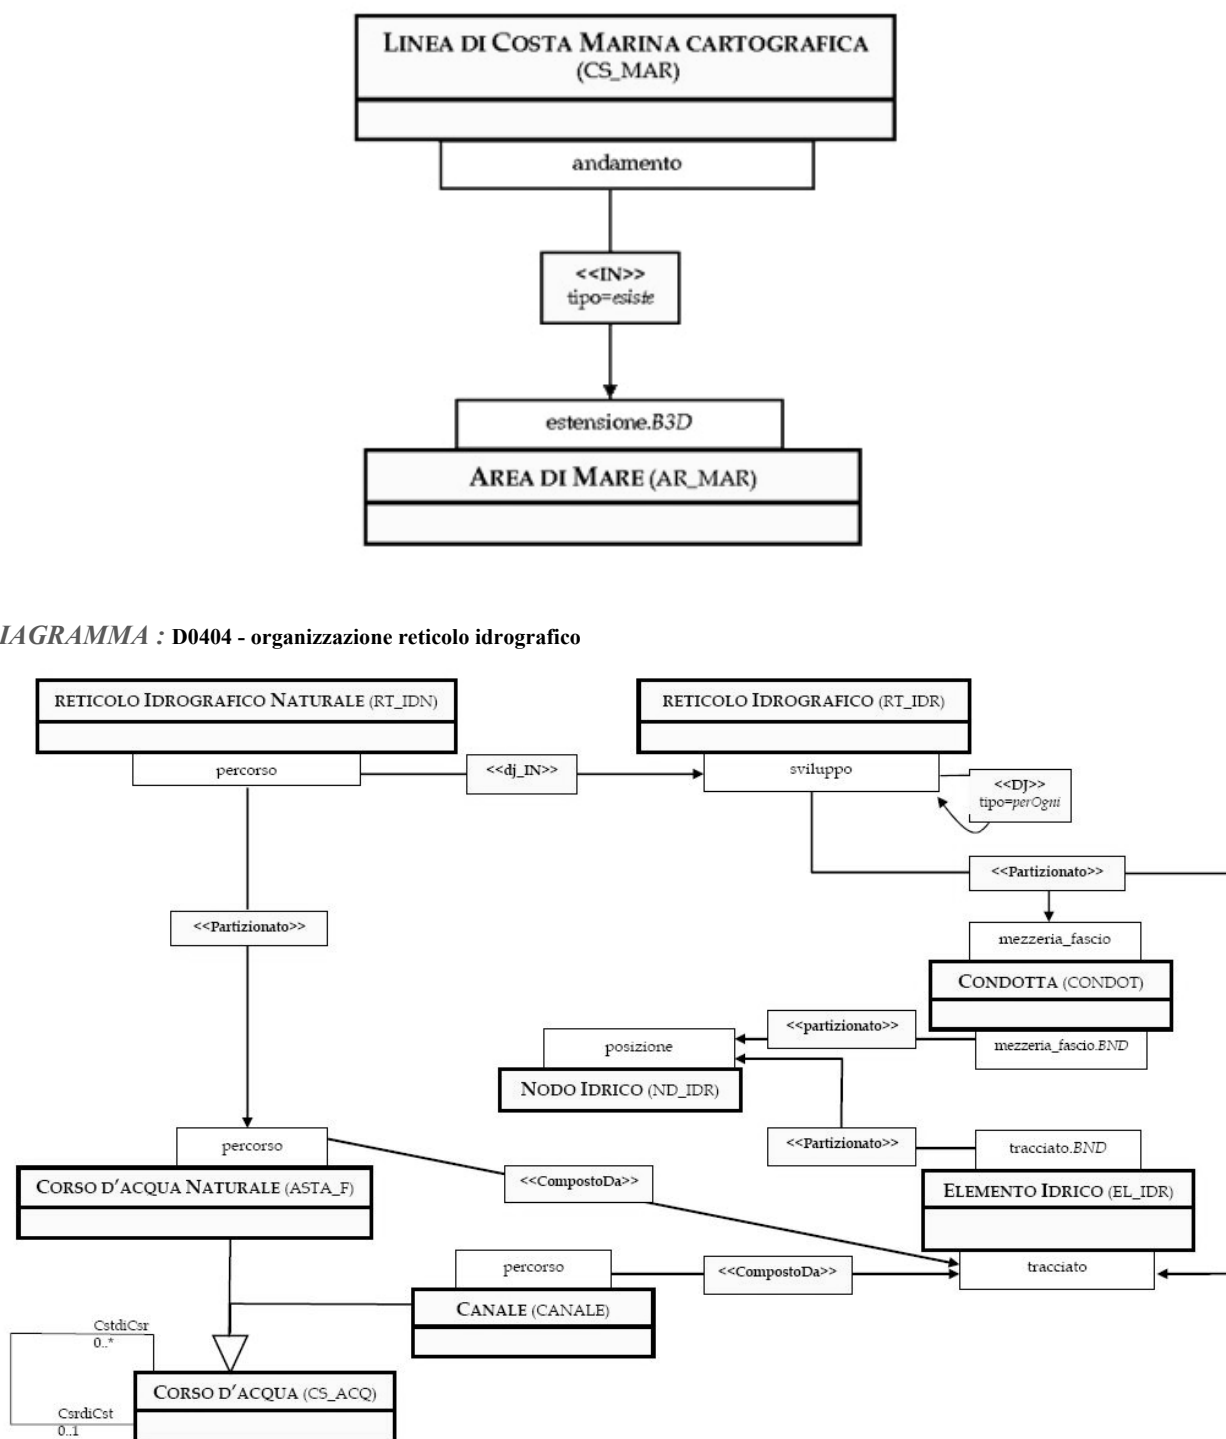 LINEA DI COSTA MARINA CARTOGRAFICA
(CS_MAR)
andamento
<<IN>>
tipo=esiste
estensione.B3D
AREA DI MARE (AR_MAR)
IAGRAMMA : D0404 - organizzazione reticolo idrografico
RETICOLO IDROGRAFICO NATURALE (RT_IDN)
RETICOLO IDROGRAFICO (RT_IDR)
percorso
<<dj_IN>>
sviluppo
<<DJ>>
tipo=perOgni
<<Partizionato>>
<<Partizionato>>
mezzeria_fascio
CONDOTTA (CONDOT)
<<partizionato>>
posizione
mezzeria_fascio.BND
NODO IDRICO (ND_IDR)
percorso
<<Partizionato>>
tracciato.BND
CORSO D'ACQUA NATURALE (ASTA_F)
<<CompostoDa>>
ELEMENTO IDRICO (EL_IDR)
percorso
<<CompostoDa>>
tracciato
CANALE (CANALE)
CstdiCsr
0..*
CORSO D'ACQUA (CS_ACQ)
CsrdiCst
0..1